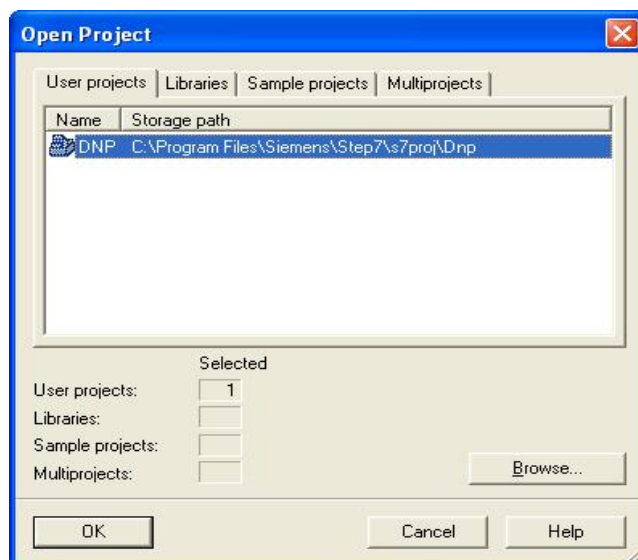 Open Project
User projects Libraries Sample projects Multiprojects
Name Storage path
DNP C:\Program Files\Siemens\Step7\s7proj\Dnp
Selected
User projects: 1
Libraries:
Sample projects:
Multiprojects:
Browse...
OK Cancel Help